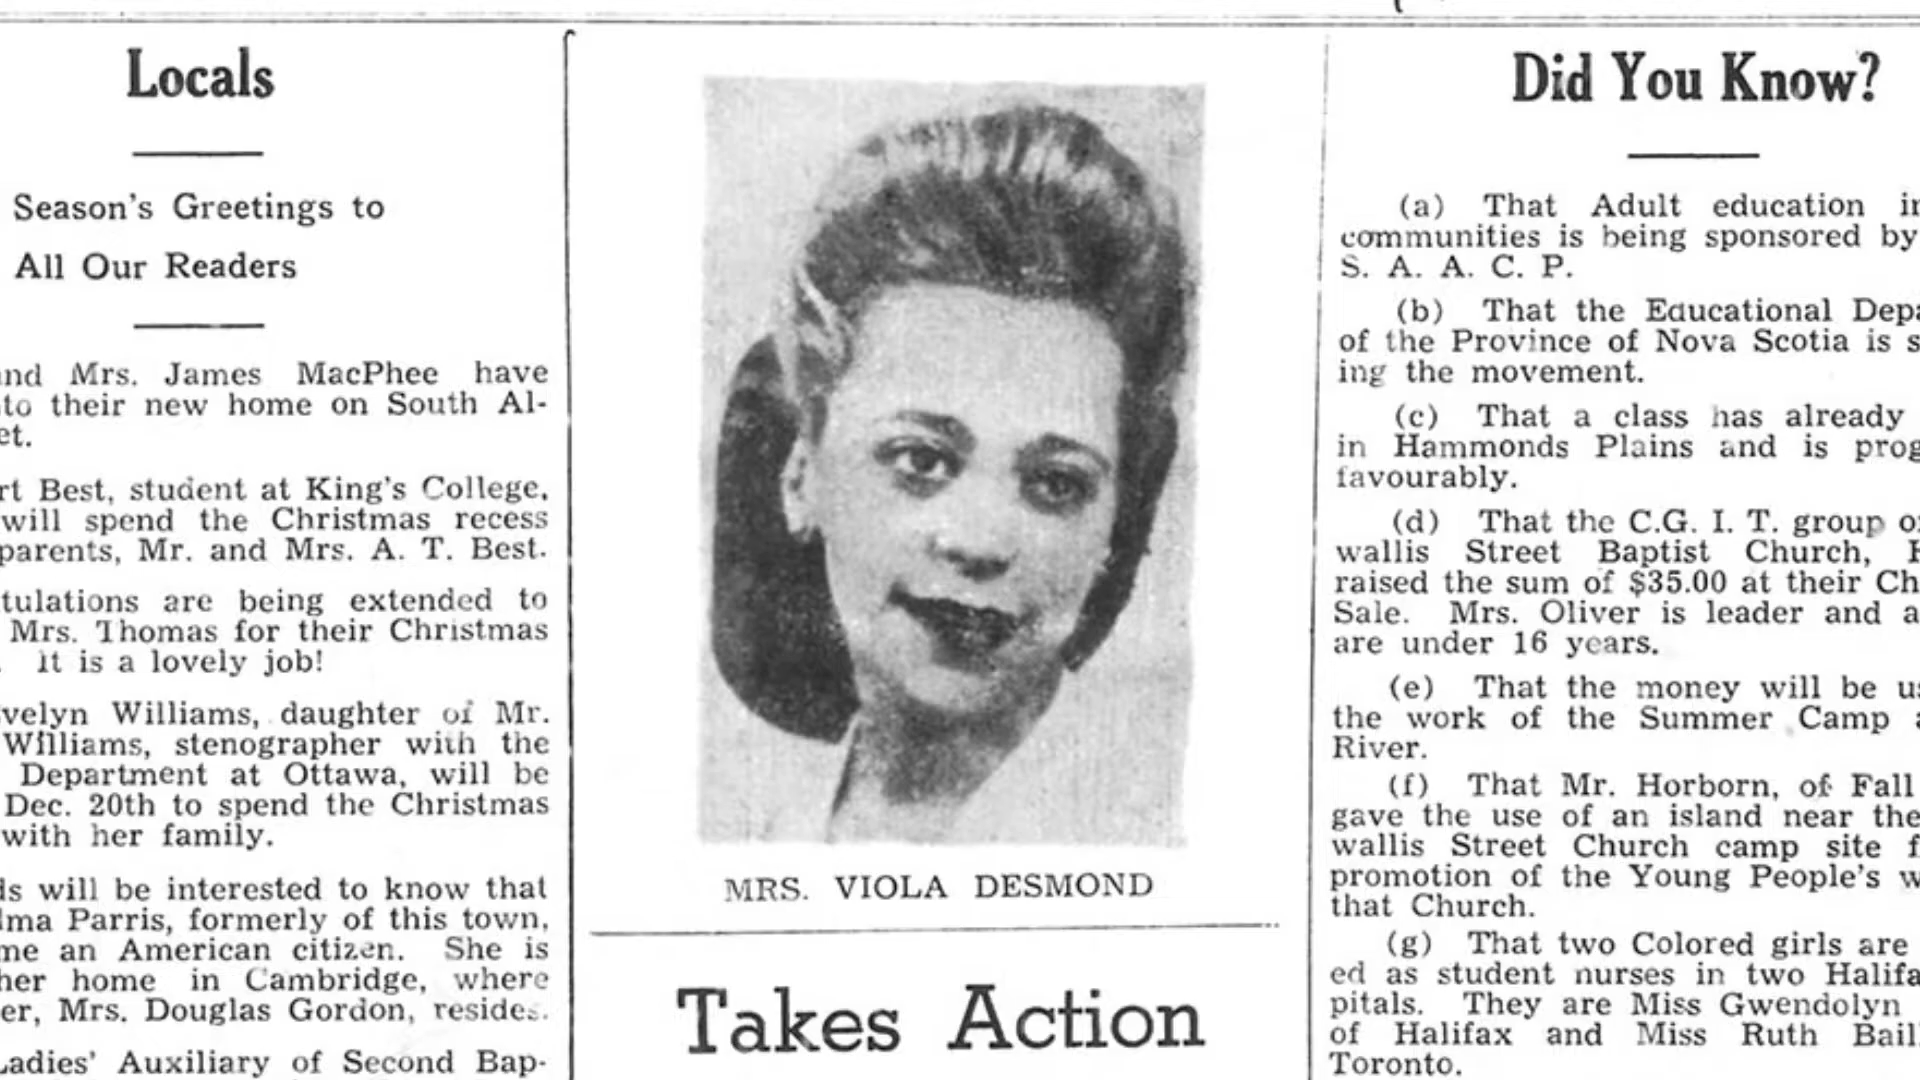 Locals
Season's Greetings to
All Our Readers
and Mrs. James MacPhee have
to their new home on South Al-
et.
rt Best, student at King's College,
will spend the Christmas recess
parents, Mr. and Mrs. A. T. Best.
tulations are being extended to
Mrs. Thomas for their Christmas
. It is a lovely job!
velyn Williams, daughter of Mr.
Williams, stenographer with the
Department at Ottawa, will be
Dec. 20th to spend the Christmas
with her family.
ds will be interested to know that
lma Parris, formerly of this town,
me an American citizen. She is
her home in Cambridge, where
er, Mrs. Douglas Gordon, resides.
Ladies' Auxiliary of Second Bap-
MRS. VIOLA DESMOND
Takes Action
Did You Know?
(a) That Adult education in
communities is being sponsored by
S. A. A. C. P.
(b) That the Educational Depa
of the Province of Nova Scotia is s
ing the movement.
(c) That a class has already
in Hammonds Plains and is prog
favourably.
(d) That the C.G. I. T. group o
wallis Street Baptist Church, H
raised the sum of $35.00 at their Ch
Sale. Mrs. Oliver is leader and a
are under 16 years.
(e) That the money will be us
the work of the Summer Camp a
River.
(f) That Mr. Horborn, of Fall
gave the use of an island near the
wallis Street Church camp site f
promotion of the Young People's w
that Church.
(g) That two Colored girls are
ed as student nurses in two Halifa
pitals. They are Miss Gwendolyn
of Halifax and Miss Ruth Bail
Toronto.